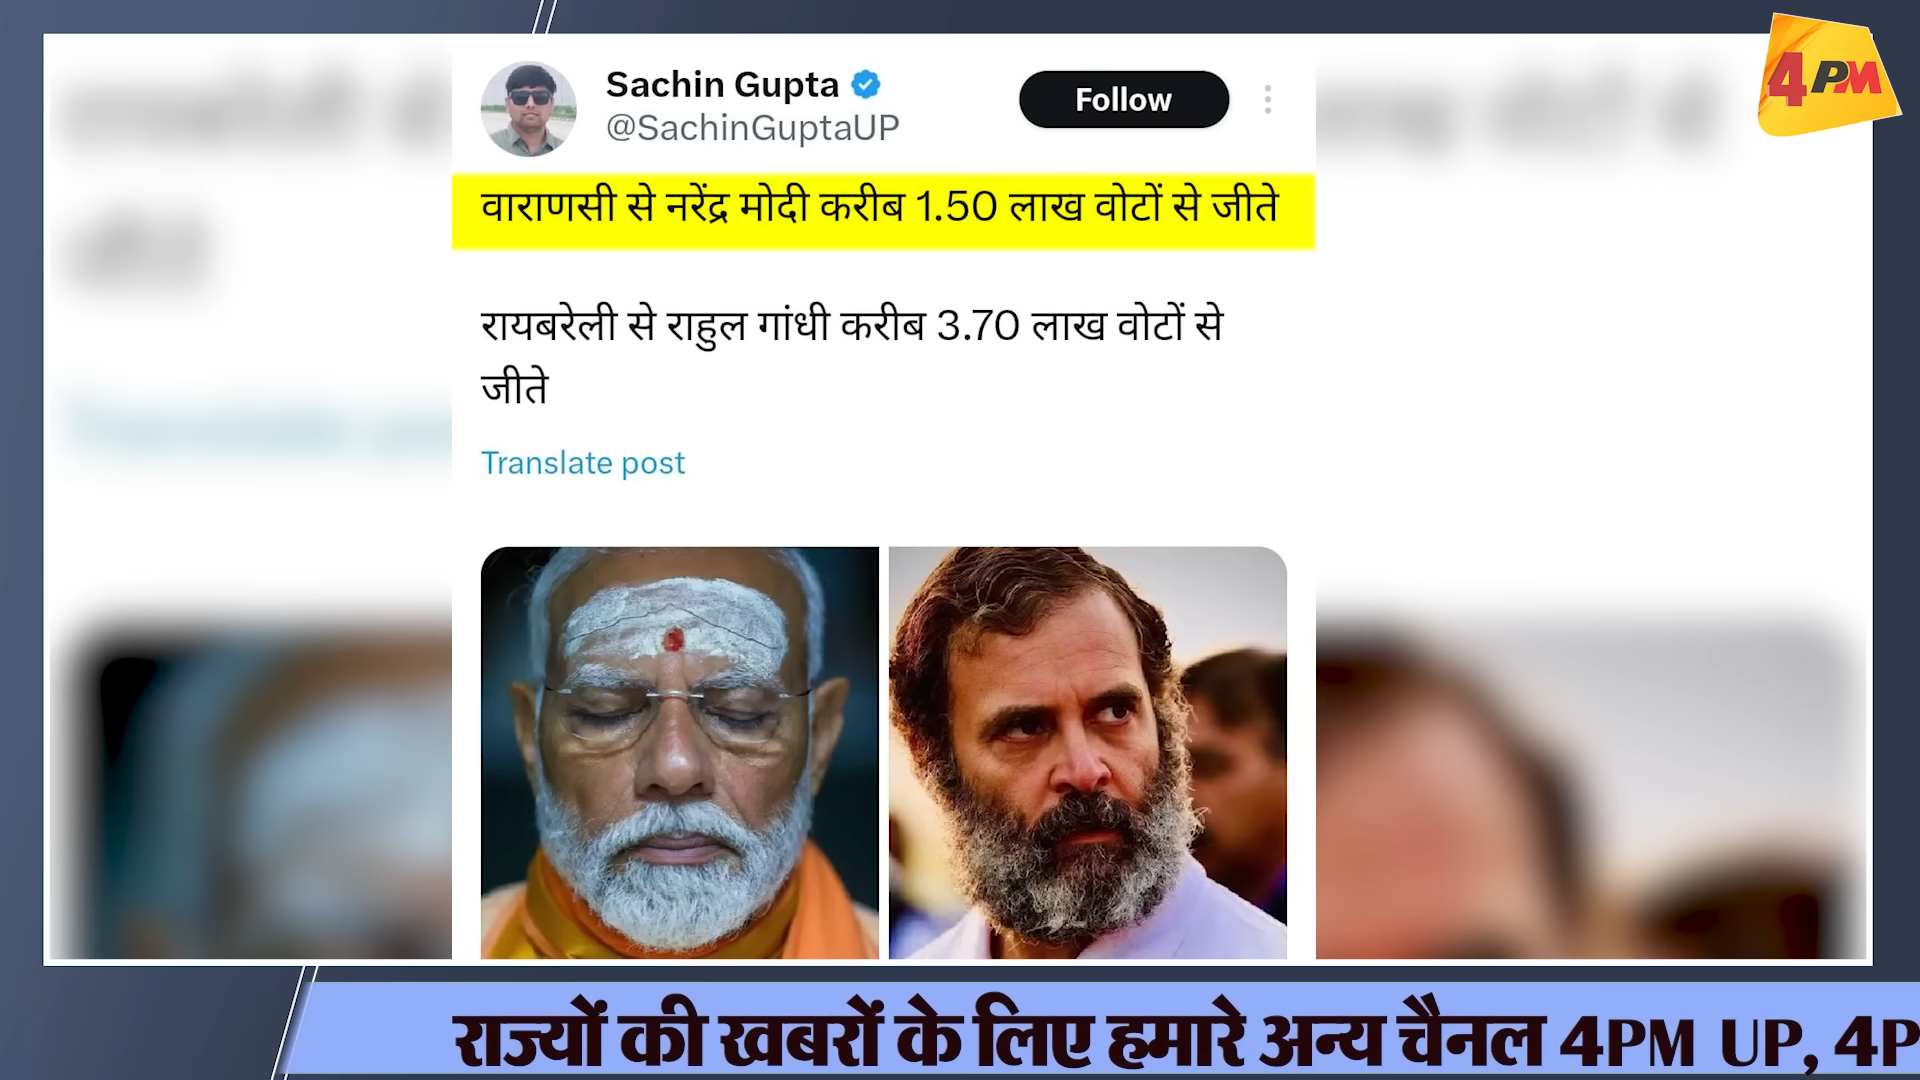 Sachin Gupta
@SachinGuptaUP
Follow
4PM
वाराणसी से नरेंद्र मोदी करीब 1.50 लाख वोटों से जीते
रायबरेली से राहुल गांधी करीब 3.70 लाख वोटों से
जीते
Translate post
राज्यों की खबरों के लिए हमारे अन्य चैनल 4PM UP, 4P